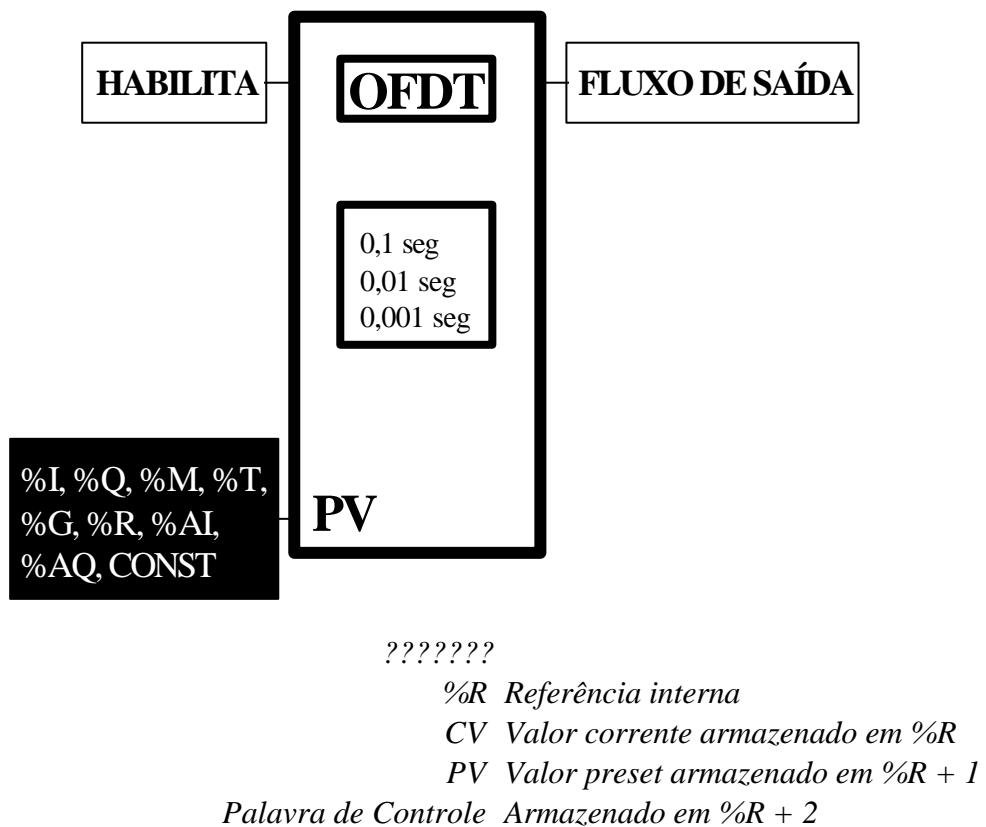 HABILITA
OFDT
FLUXO DE SAÍDA
0,1 seg
0,01 seg
0,001 seg
%I, %Q, %M, %T,
%G, %R, %AI,
%AQ, CONST
PV
???????
%R Referência interna
CV Valor corrente armazenado em %R
PV Valor preset armazenado em %R + 1
Palavra de Controle Armazenado em %R + 2